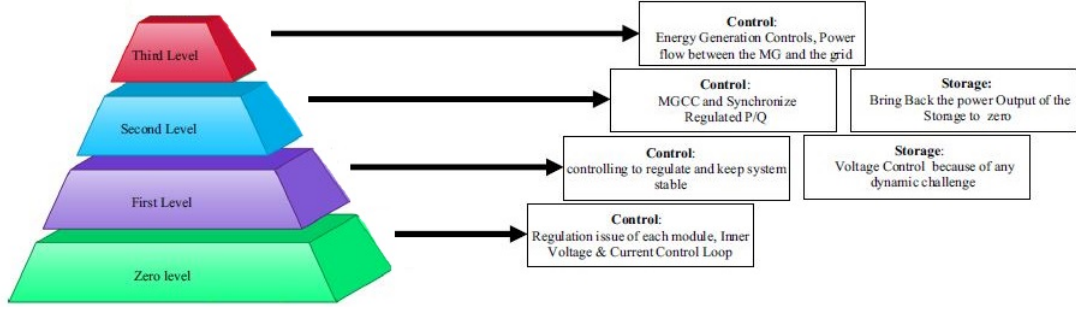 Third Level
Control:
Energy Generation Controls, Power
flow between the MG and the grid
Second Level
Control:
MGCC and Synchronize
Regulated P/Q
Storage:
Bring Back the power Output of the
Storage to zero
First Level
Control:
controlling to regulate and keep system
stable
Storage:
Voltage Control because of any
dynamic challenge
Zero level
Control:
Regulation issue of each module, Inner
Voltage & Current Control Loop